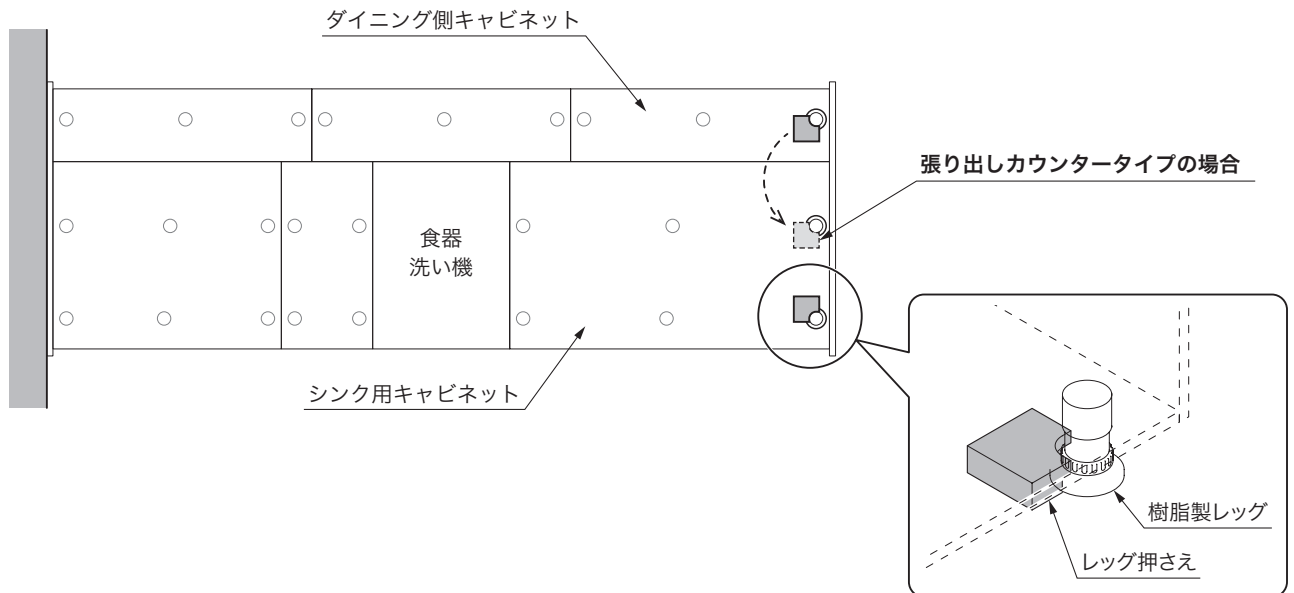 ダイニング側キャビネット
張り出しカウンタータイプの場合
食器
洗い機
シンク用キャビネット
樹脂製レッグ
レッグ押さえ